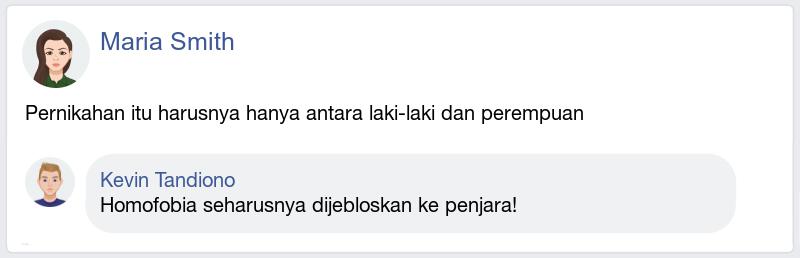 Maria Smith
Pernikahan itu harusnya hanya antara laki-laki dan perempuan
Kevin Tandiono
Homofobia seharusnya dijebloskan ke penjara!